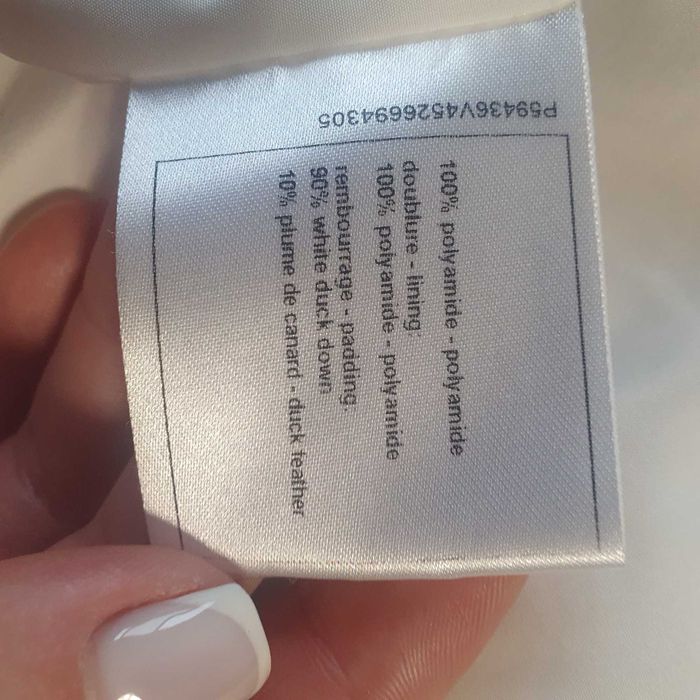 P59436V4526694305
100% polyamide - polyamide
doublure - lining:
100% polyamide - polyamide
rembourrage - padding:
90% white duck down
10% plume de canard - duck feather